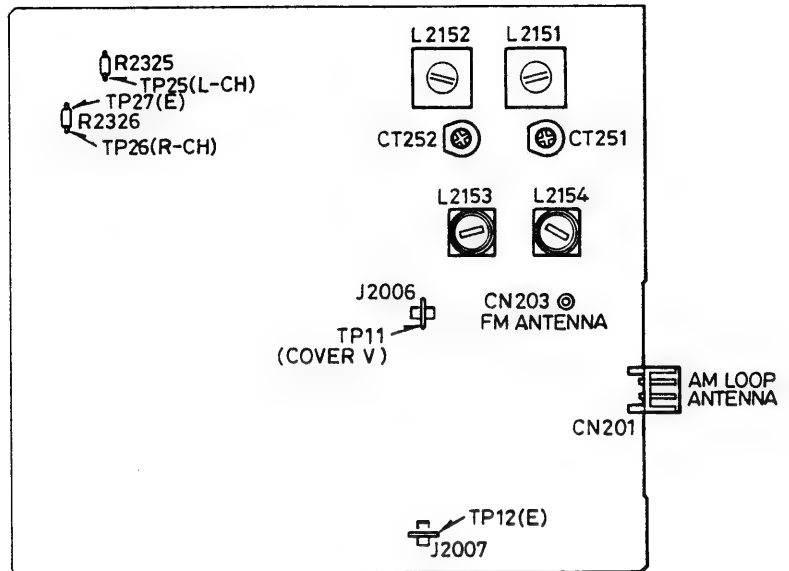 L2152
L2151
R2325
TP25(L-CH)
TP27(E)
R2326
TP26(R-CH)
CT252
CT251
L2153
L2154
J2006
TP11
(COVER V)
CN203
FM ANTENNA
AM LOOP
ANTENNA
CN201
TP12(E)
J2007